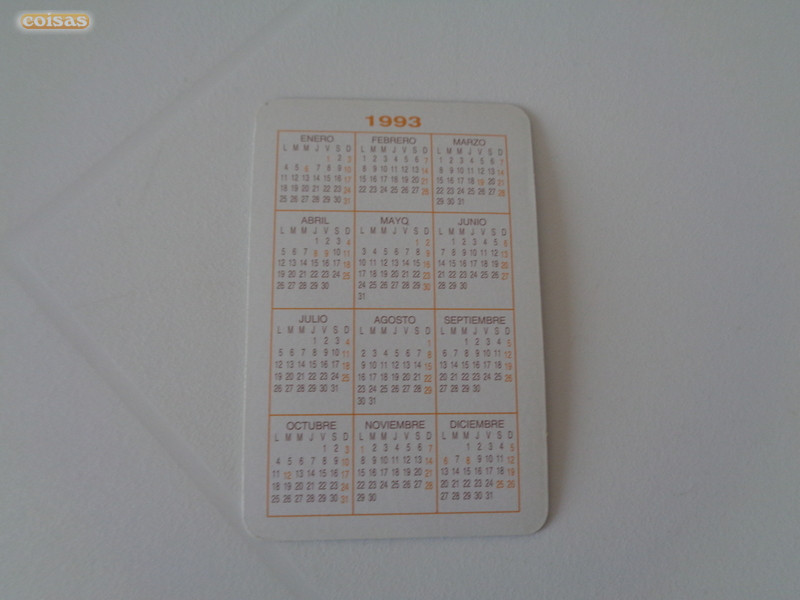 coisas
1993
ENERO
L M M J V S D
1 2 3
4 5 6 7 8 9 10
11 12 13 14 15 16 17
18 19 20 21 22 23 24
25 26 27 28 29 30 31
FEBRERO
L M M J V S D
1 2 3 4 5 6 7
8 9 10 11 12 13 14
15 16 17 18 19 20 21
22 23 24 25 26 27 28
MARZO
L M M J V S D
1 2 3 4 5 6 7
8 9 10 11 12 13 14
15 16 17 18 19 20 21
22 23 24 25 26 27 28
29 30 31
ABRIL
L M M J V S D
1 2 3 4
5 6 7 8 9 10 11
12 13 14 15 16 17 18
19 20 21 22 23 24 25
26 27 28 29 30
MAYO
L M M J V S D
1 2
3 4 5 6 7 8 9
10 11 12 13 14 15 16
17 18 19 20 21 22 23
24 25 26 27 28 29 30
31
JUNIO
L M M J V S D
1 2 3 4 5 6
7 8 9 10 11 12 13
14 15 16 17 18 19 20
21 22 23 24 25 26 27
28 29 30
JULIO
L M M J V S D
1 2 3 4
5 6 7 8 9 10 11
12 13 14 15 16 17 18
19 20 21 22 23 24 25
26 27 28 29 30 31
AGOSTO
L M M J V S D
1
2 3 4 5 6 7 8
9 10 11 12 13 14 15
16 17 18 19 20 21 22
23 24 25 26 27 28 29
30 31
SEPTIEMBRE
L M M J V S D
1 2 3 4 5
6 7 8 9 10 11 12
13 14 15 16 17 18 19
20 21 22 23 24 25 26
27 28 29 30
OCTUBRE
L M M J V S D
1 2 3
4 5 6 7 8 9 10
11 12 13 14 15 16 17
18 19 20 21 22 23 24
25 26 27 28 29 30 31
NOVIEMBRE
L M M J V S D
1 2 3 4 5 6 7
8 9 10 11 12 13 14
15 16 17 18 19 20 21
22 23 24 25 26 27 28
29 30
DICIEMBRE
L M M J V S D
1 2 3 4 5
6 7 8 9 10 11 12
13 14 15 16 17 18 19
20 21 22 23 24 25 26
27 28 29 30 31